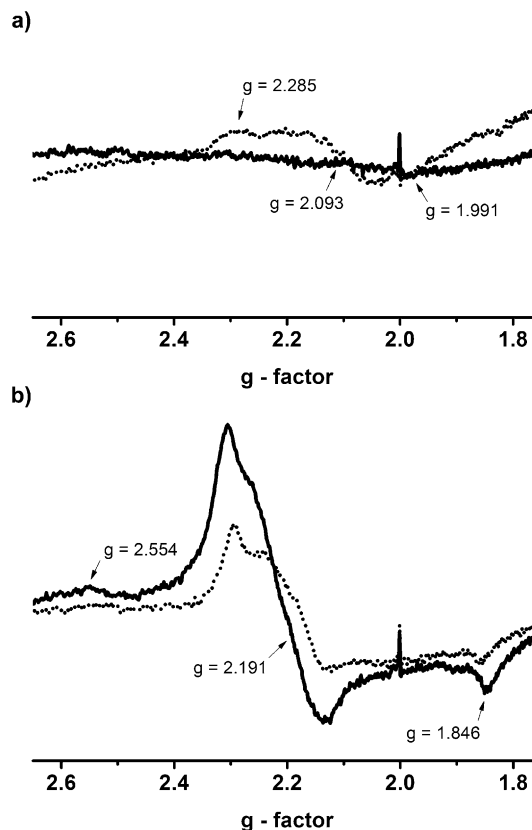 a)
g = 2.285
g = 2.093
g = 1.991
2.6 2.4 2.2 2.0 1.8
g - factor
b)
g = 2.554
g = 2.191
g = 1.846
2.6 2.4 2.2 2.0 1.8
g - factor